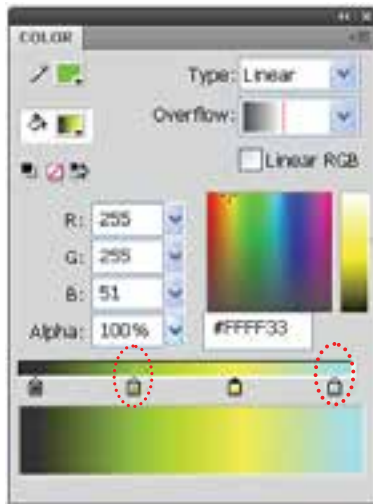 COLOR
Type: Linear
Overflow:
Linear RGB
R: 255
G: 255
B: 51
Alpha: 100%
#FFFF33